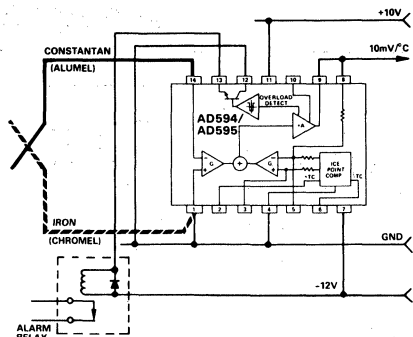 +10V
CONSTANTAN
(ALUMEL)
10mV/°C
14
13
12
11
10
9
8
OVERLOAD
DETECT
AD594/
AD595
+A
G
+
G
ICE
POINT
COMP
-TC
+TC
IRON
(CHROMEL)
1
2
3
4
5
6
7
GND
-12V
ALARM
RELAY